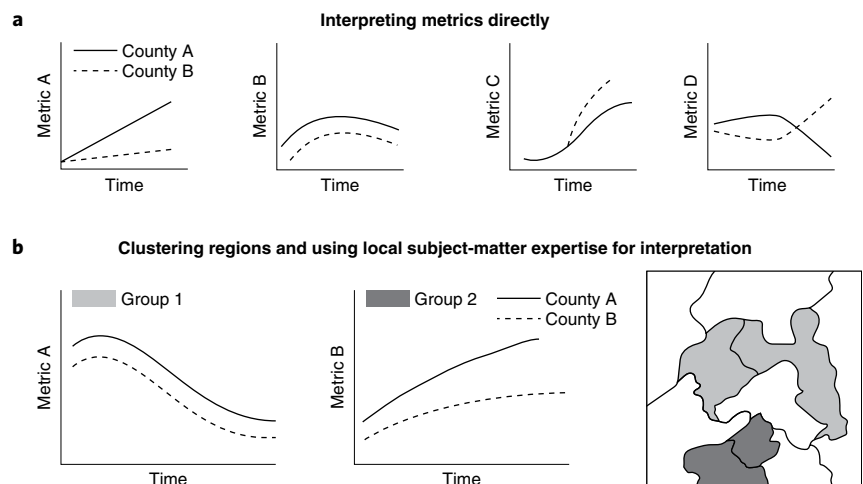 a
Interpreting metrics directly
County A
County B
Metric A
Time
Metric B
Time
Metric C
Time
Metric D
Time
b
Clustering regions and using local subject-matter expertise for interpretation
Group 1
Metric A
Time
Group 2
County A
County B
Metric B
Time